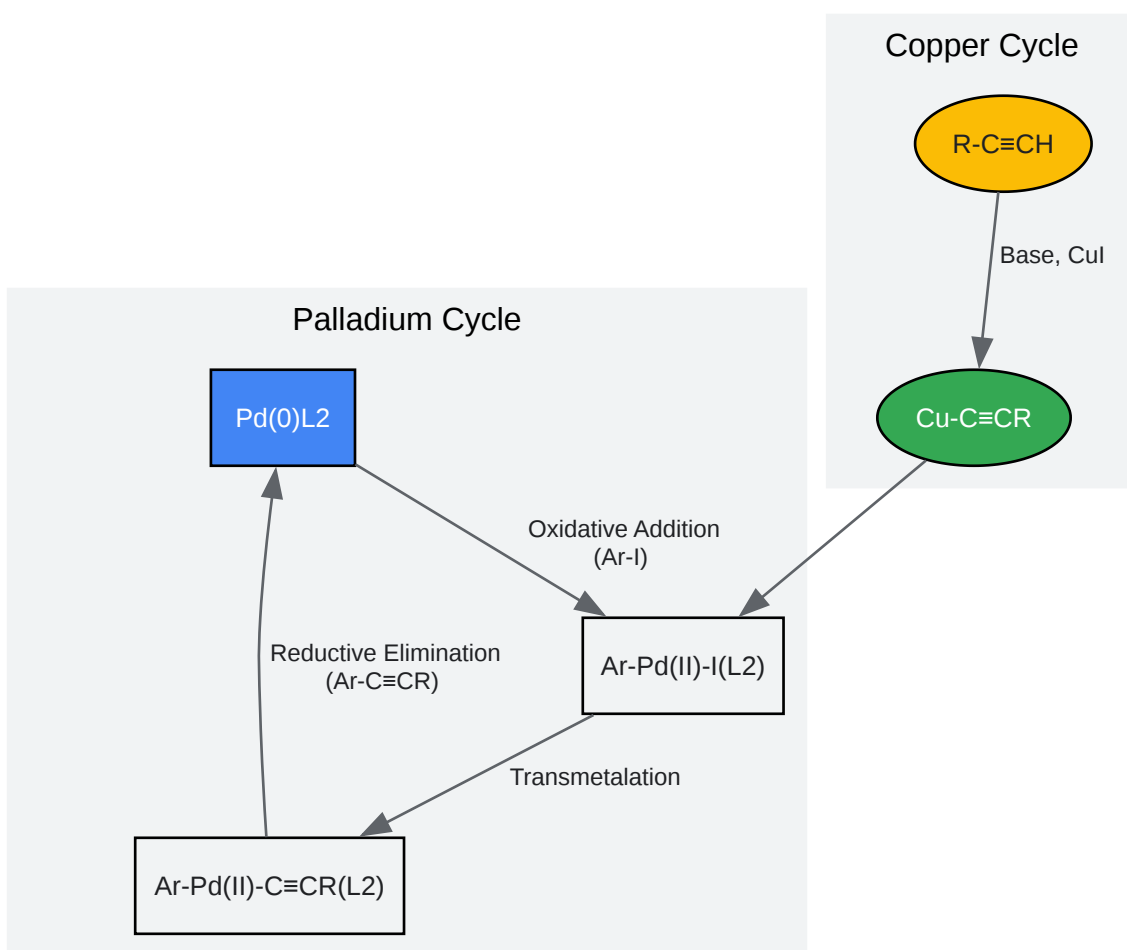 Copper Cycle
R-C≡CH
Base, CuI
Palladium Cycle
Pd(0)L2
Cu-C≡CR
Oxidative Addition
(Ar-I)
Reductive Elimination
(Ar-C≡CR)
Ar-Pd(II)-I(L2)
Transmetalation
Ar-Pd(II)-C≡CR(L2)